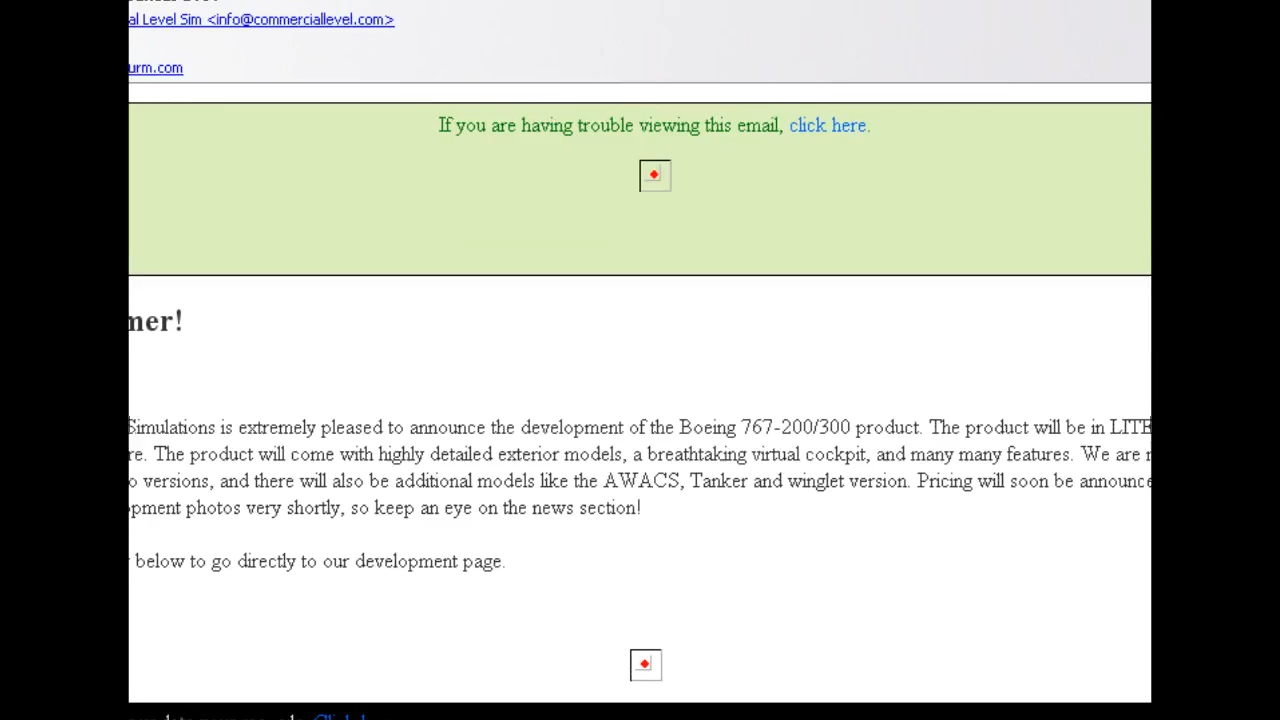 al Level Sim <info@commerciallevel.com>
urm.com
If you are having trouble viewing this email, click here.
mer!
Simulations is extremely pleased to announce the development of the Boeing 767-200/300 product. The product will be in LITE
re. The product will come with highly detailed exterior models, a breathtaking virtual cockpit, and many many features. We are
o versions, and there will also be additional models like the AWACS, Tanker and winglet version. Pricing will soon be announce
opment photos very shortly, so keep an eye on the news section!
below to go directly to our development page.